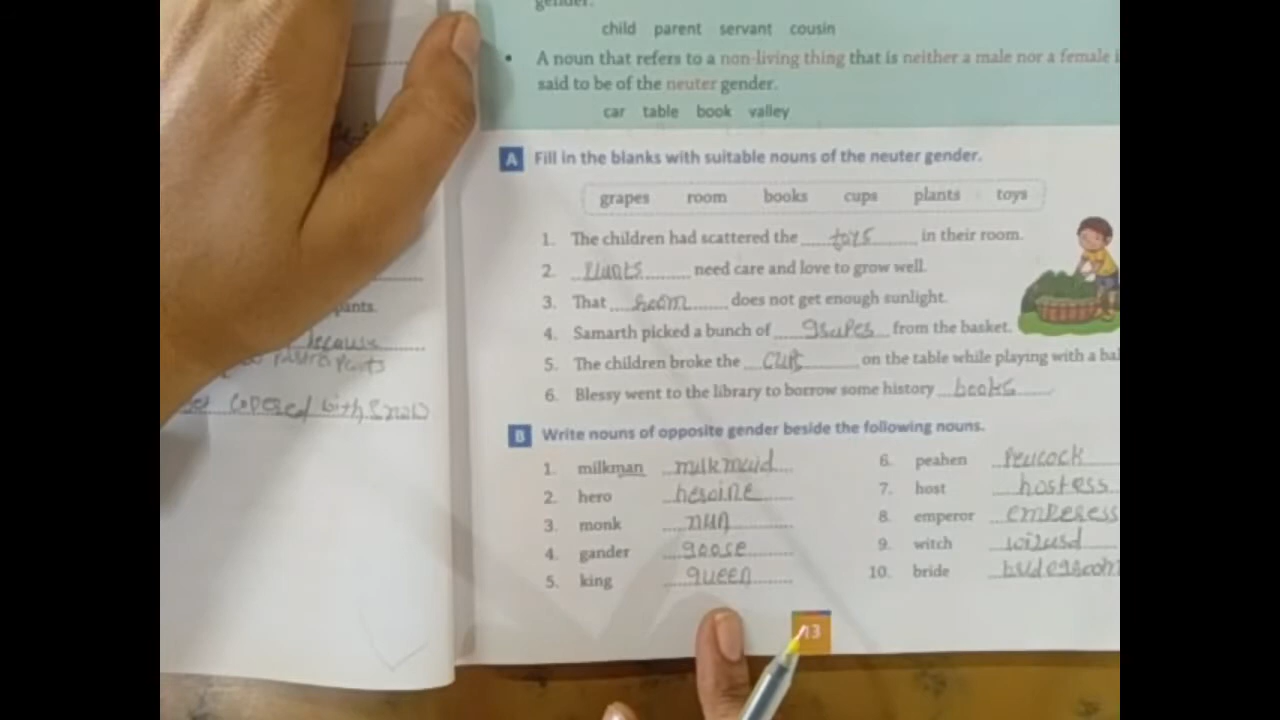 gender.
child parent servant cousin
• A noun that refers to a non-living thing that is neither a male nor a female i
said to be of the neuter gender.
car table book valley
A Fill in the blanks with suitable nouns of the neuter gender.
grapes room books cups plants toys
1. The children had scattered the toys in their room.
2. Plants need care and love to grow well.
3. That room does not get enough sunlight.
4. Samarth picked a bunch of grapes from the basket.
5. The children broke the cups on the table while playing with a bal
6. Blessy went to the library to borrow some history books
pants.
because
B Write nouns of opposite gender beside the following nouns.
1. milkman milkmaid
2. hero heroine
3. monk nun
4. gander goose
5. king queen
6. peahen Peacock
7. host hostess
8. emperor emperess
9. witch wizard
10. bride bridegroom
13